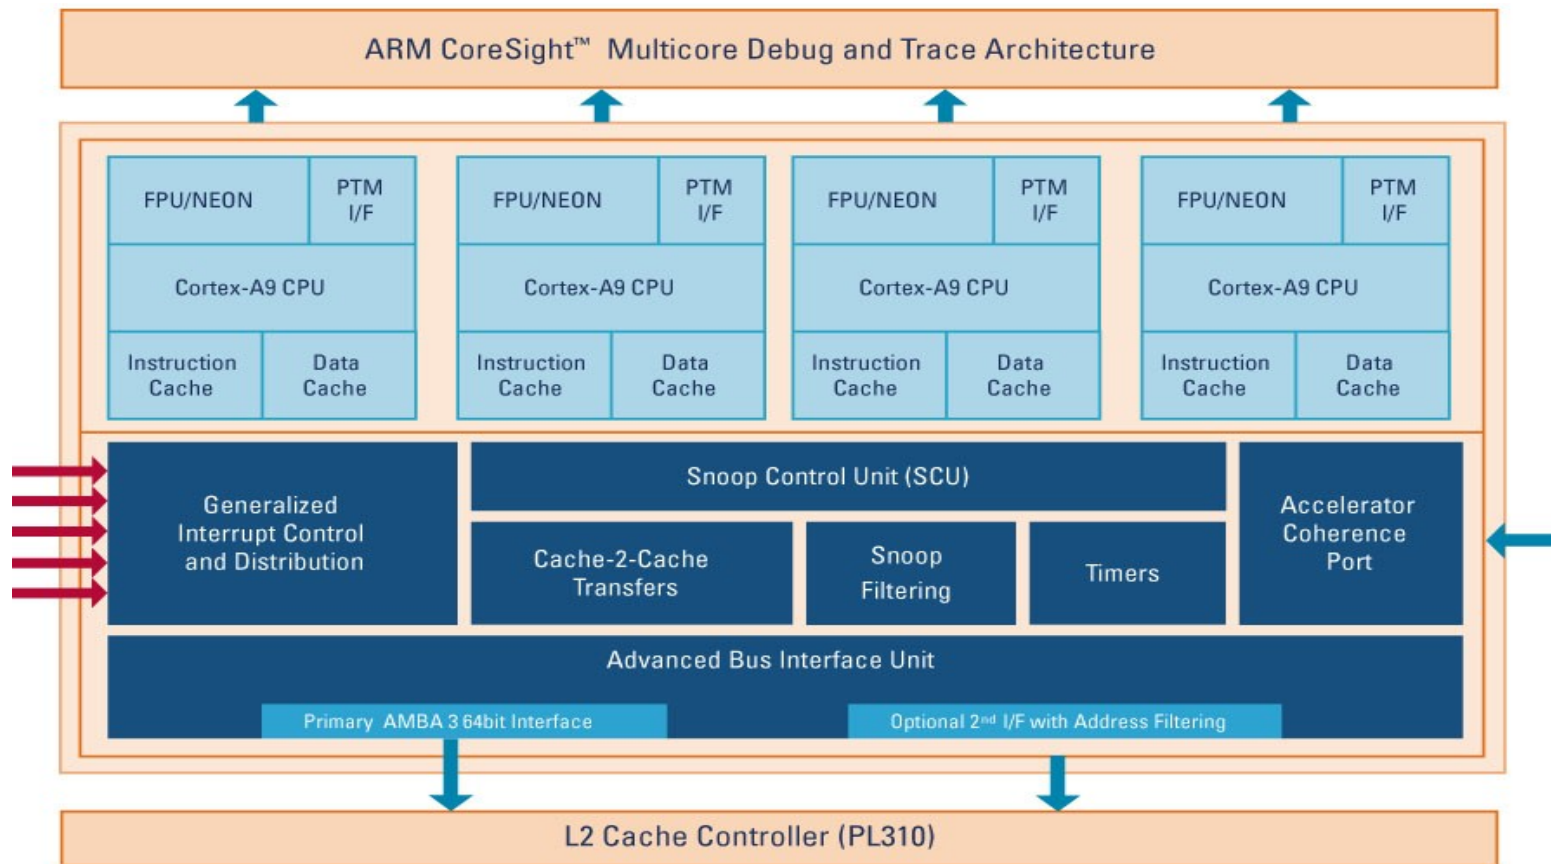 ARM CoreSight™ Multicore Debug and Trace Architecture
FPU/NEON
PTM
I/F
Cortex-A9 CPU
Instruction
Cache
Data
Cache
FPU/NEON
PTM
I/F
Cortex-A9 CPU
Instruction
Cache
Data
Cache
FPU/NEON
PTM
I/F
Cortex-A9 CPU
Instruction
Cache
Data
Cache
FPU/NEON
PTM
I/F
Cortex-A9 CPU
Instruction
Cache
Data
Cache
Generalized
Interrupt Control
and Distribution
Snoop Control Unit (SCU)
Cache-2-Cache
Transfers
Snoop
Filtering
Timers
Accelerator
Coherence
Port
Advanced Bus Interface Unit
Primary AMBA 3 64bit Interface
Optional 2nd I/F with Address Filtering
L2 Cache Controller (PL310)